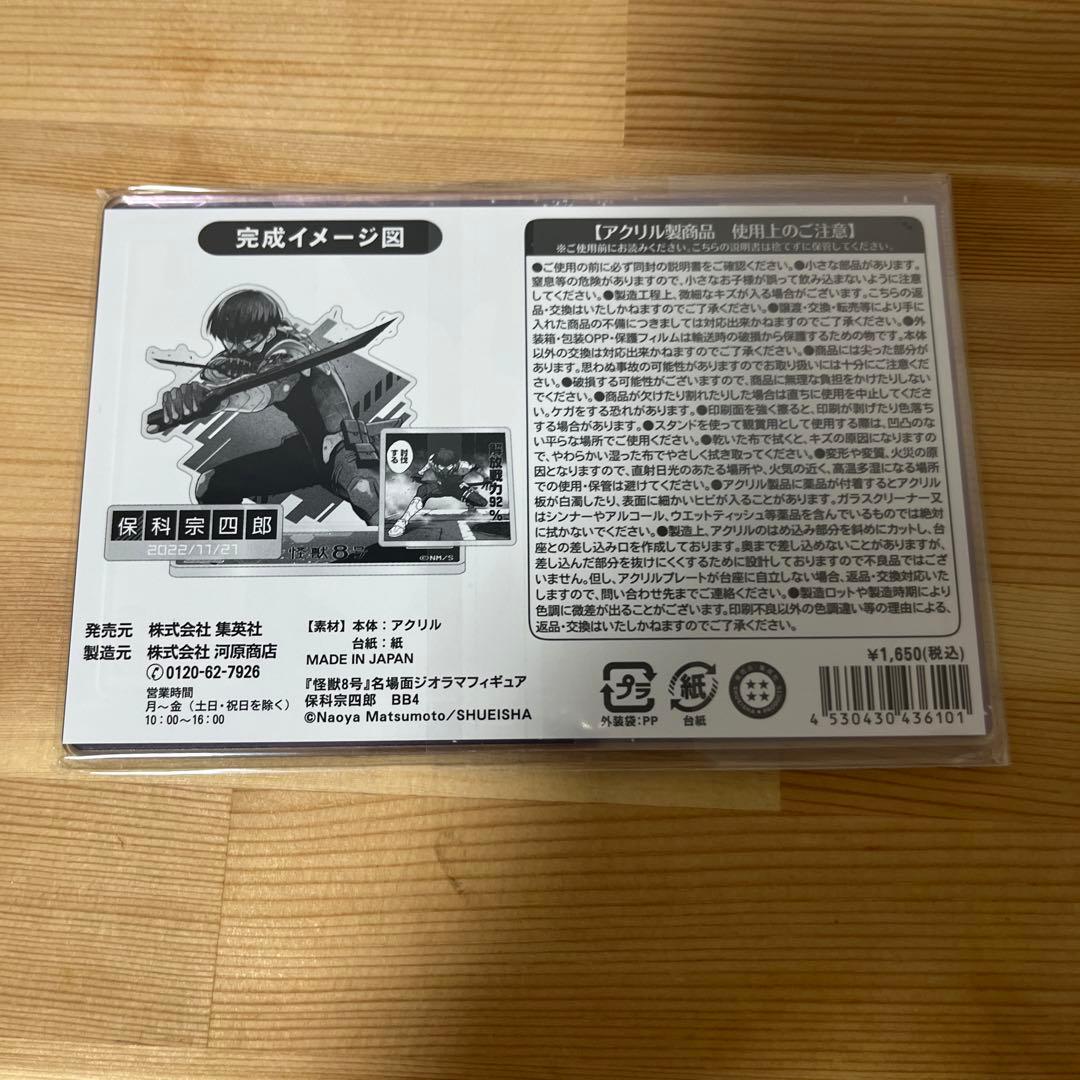 完成イメージ図
討伐する
解放戦力92%
保科宗四郎
2022/11/21
怪獣8号
©NM/S
発売元 株式会社 集英社
製造元 株式会社 河原商店
0120-62-7926
営業時間
月～金(土日・祝日を除く)
10：00～16：00
【素材】本体：アクリル
台紙：紙
MADE IN JAPAN
『怪獣8号』名場面ジオラマフィギュア
保科宗四郎 BB4
©Naoya Matsumoto/SHUEISHA
【アクリル製商品 使用上のご注意】
※ご使用前にお読みください。こちらの説明書は捨てずに保管してください。
●ご使用の前に必ず同封の説明書をご確認ください。●小さな部品があります。
窒息等の危険がありますので、小さなお子様が誤って飲み込まないように注意
してください。●製造工程上、微細なキズが入る場合がございます。こちらの返
品・交換はいたしかねますのでご了承ください。●譲渡・交換・転売等により手に
入れた商品の不備につきましては対応出来かねますのでご了承ください。●外
装箱・包装OPP・保護フィルムは輸送時の破損から保護するための物です。本体
以外の交換は対応出来かねますのでご了承ください。●商品には尖った部分が
あります。思わぬ事故の可能性がありますのでお取り扱いには十分にご注意くだ
さい。●破損する可能性がございますので、商品に無理な負担をかけたりしない
でください。●商品が欠けたり割れたりした場合は直ちに使用を中止してくださ
い。ケガをする恐れがあります。●印刷面を強く擦ると、印刷が剥げたり色落ち
する場合があります。●スタンドを使って観賞用として使用する際は、凹凸のな
い平らな場所でご使用ください。●乾いた布で拭くと、キズの原因になりますの
で、やわらかい湿った布でやさしく拭き取ってください。●変形や変質、火災の原
因となりますので、直射日光のあたる場所や、火気の近く、高温多湿になる場所
での使用・保管は避けてください。●アクリル製品に薬品が付着するとアクリル
板が白濁したり、表面に細かいヒビが入ることがあります。ガラスクリーナー又
はシンナーやアルコール、ウエットティッシュ等薬品を含んでいるものでは絶対
に拭かないでください。●製造上、アクリルのはめ込み部分を斜めにカットし、台
座との差し込み口を作成しております。奥まで差し込めないことがありますが、
差し込んだ部分を抜けにくくするために設計しておりますので不良品ではござ
いません。但し、アクリルプレートが台座に自立しない場合、返品・交換対応いた
しますので、問い合わせ先までご連絡ください。●製造ロットや製造時期により
色調に微差が出ることがございます。印刷不良以外の色調違い等の理由による、
返品・交換はいたしかねますのでご了承ください。
¥1,650(税込)
プラ
外装袋：PP
紙
台紙
4 530430 436101